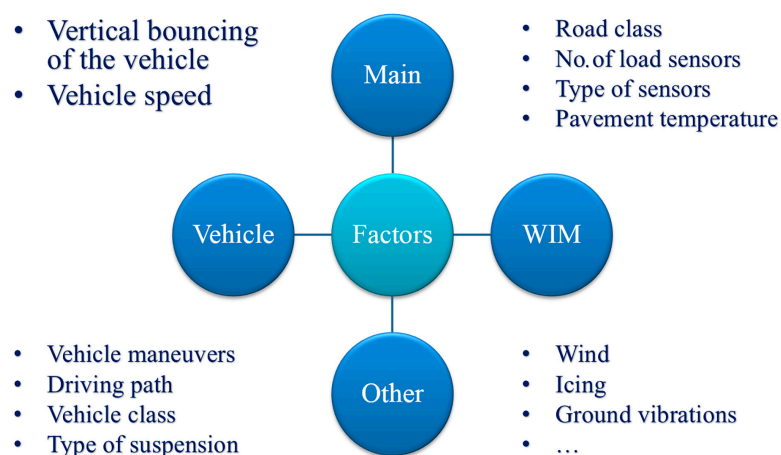 • Vertical bouncing
of the vehicle
• Vehicle speed
Main
• Road class
• No. of load sensors
• Type of sensors
• Pavement temperature
Vehicle
Factors
WIM
• Vehicle maneuvers
• Driving path
• Vehicle class
• Type of suspension
Other
• Wind
• Icing
• Ground vibrations
• …